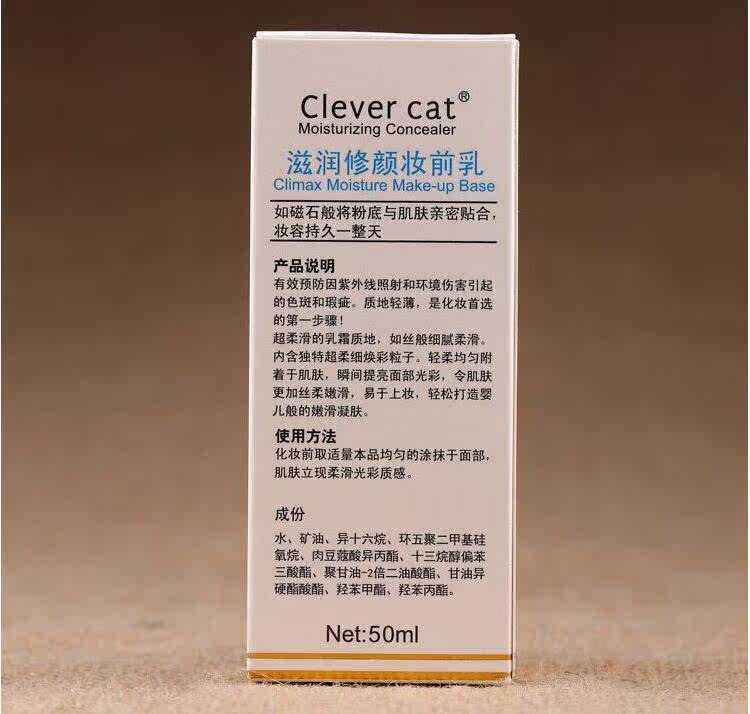 Clever cat®
Moisturizing Concealer
滋润修颜妆前乳
Climax Moisture Make-up Base
如磁石般将粉底与肌肤亲密贴合，
妆容持久一整天
产品说明
有效预防因紫外线照射和环境伤害引起
的色斑和瑕疵。质地轻薄，是化妆首选
的第一步骤！
超柔滑的乳霜质地，如丝般细腻柔滑。
内含独特超柔细焕彩粒子。轻柔均匀附
着于肌肤，瞬间提亮面部光彩，令肌肤
更加丝柔嫩滑，易于上妆，轻松打造婴
儿般的嫩滑凝肤。
使用方法
化妆前取适量本品均匀的涂抹于面部，
肌肤立现柔滑光彩质感。
成份
水、矿油、异十六烷、环五聚二甲基硅
氧烷、肉豆蔻酸异丙酯、十三烷醇偏苯
三酸酯、聚甘油-2倍二油酸酯、甘油异
硬酯酸酯、羟苯甲酯、羟苯丙酯。
Net:50ml